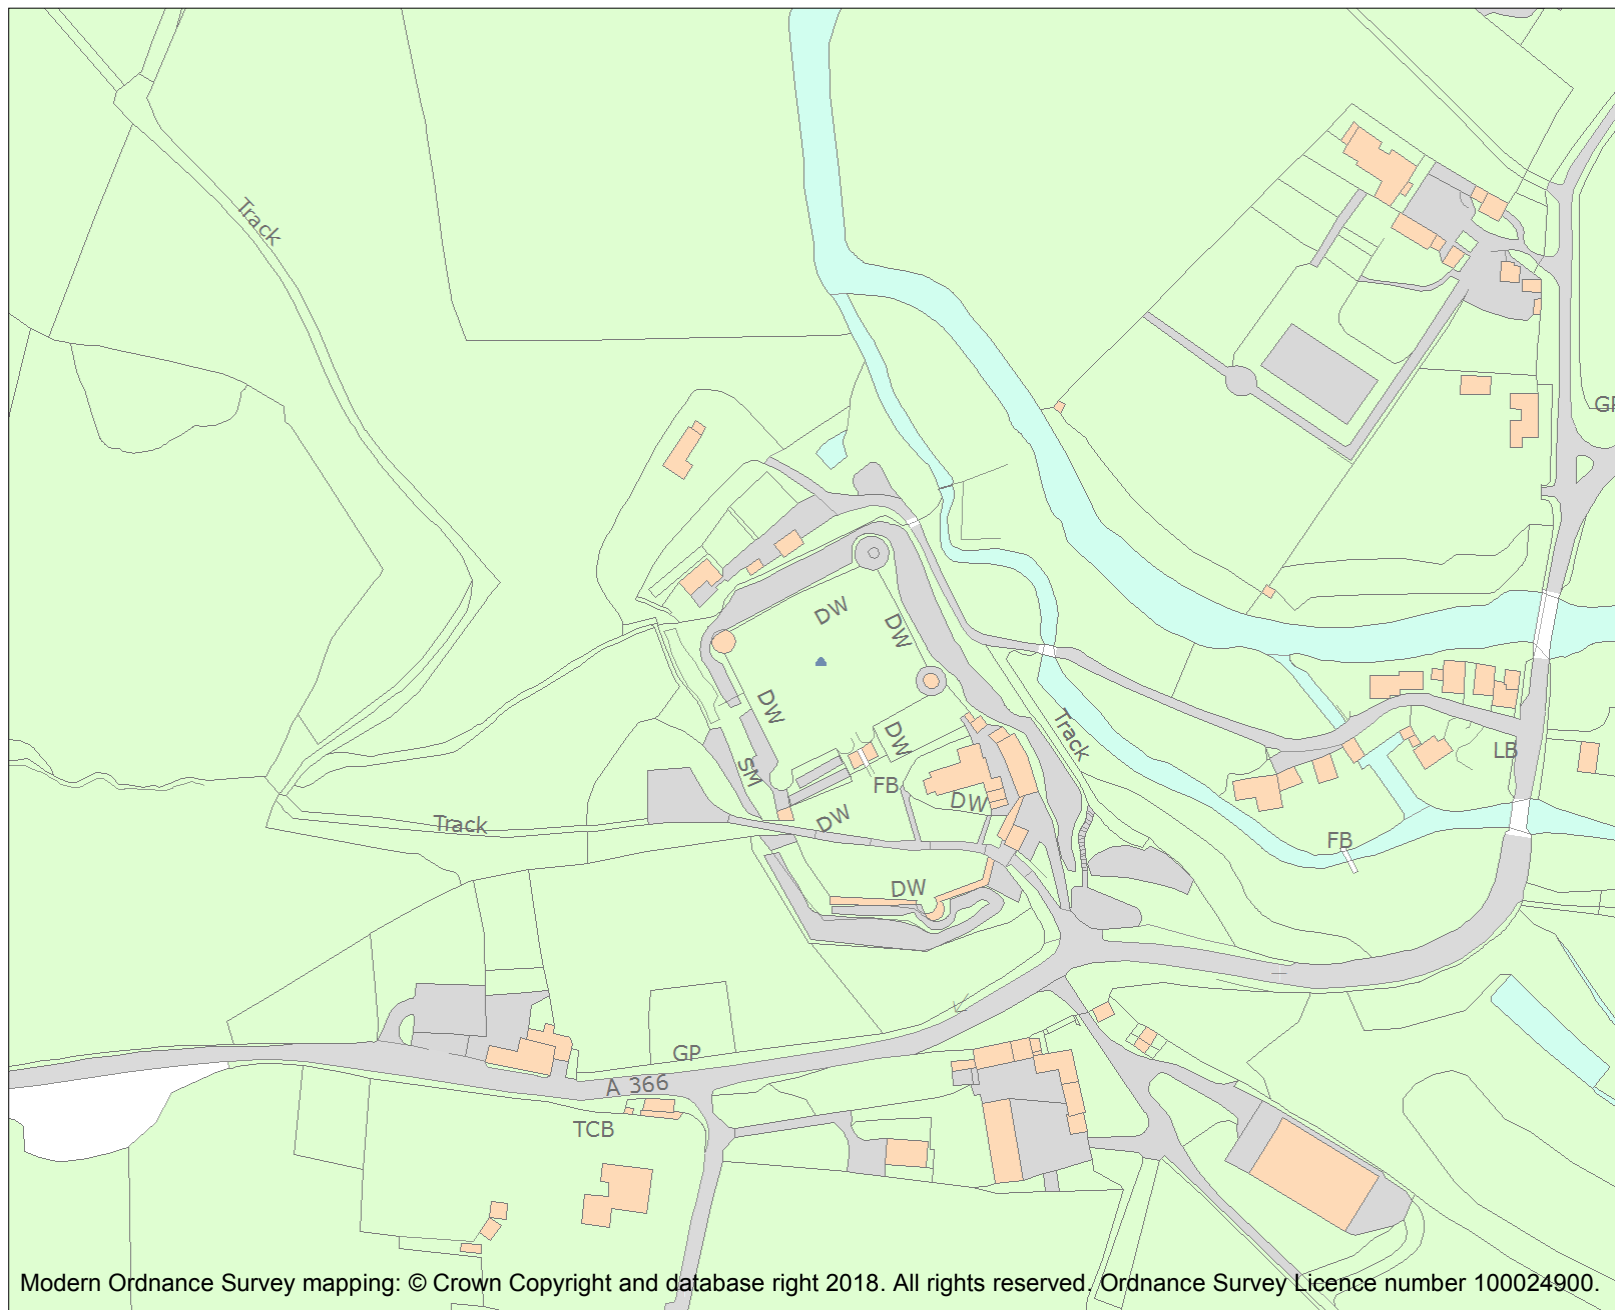 Track
GP
DW
DW
DW
DW
Track
SM
FB
DW
DW
LB
Track
FB
DW
GP
A 366
TCB
Modern Ordnance Survey mapping: © Crown Copyright and database right 2018. All rights reserved. Ordnance Survey Licence number 100024900.